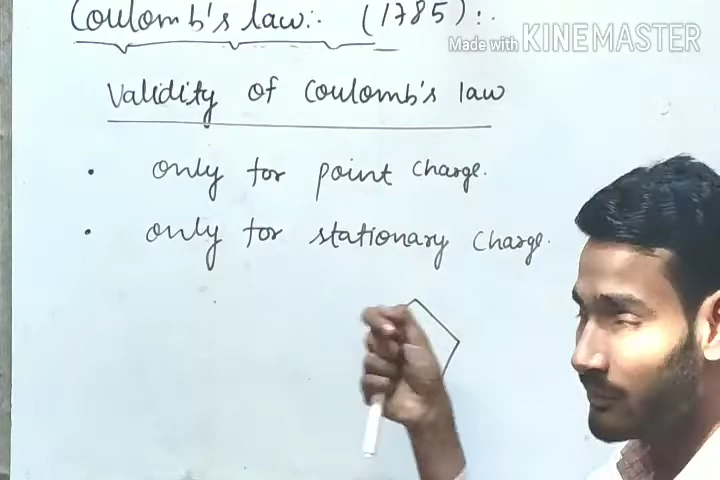 Coulomb's law:. (1785):.
Made with KINEMASTER
Validity of Coulomb's law
• only for point charge.
• only for stationary charge.